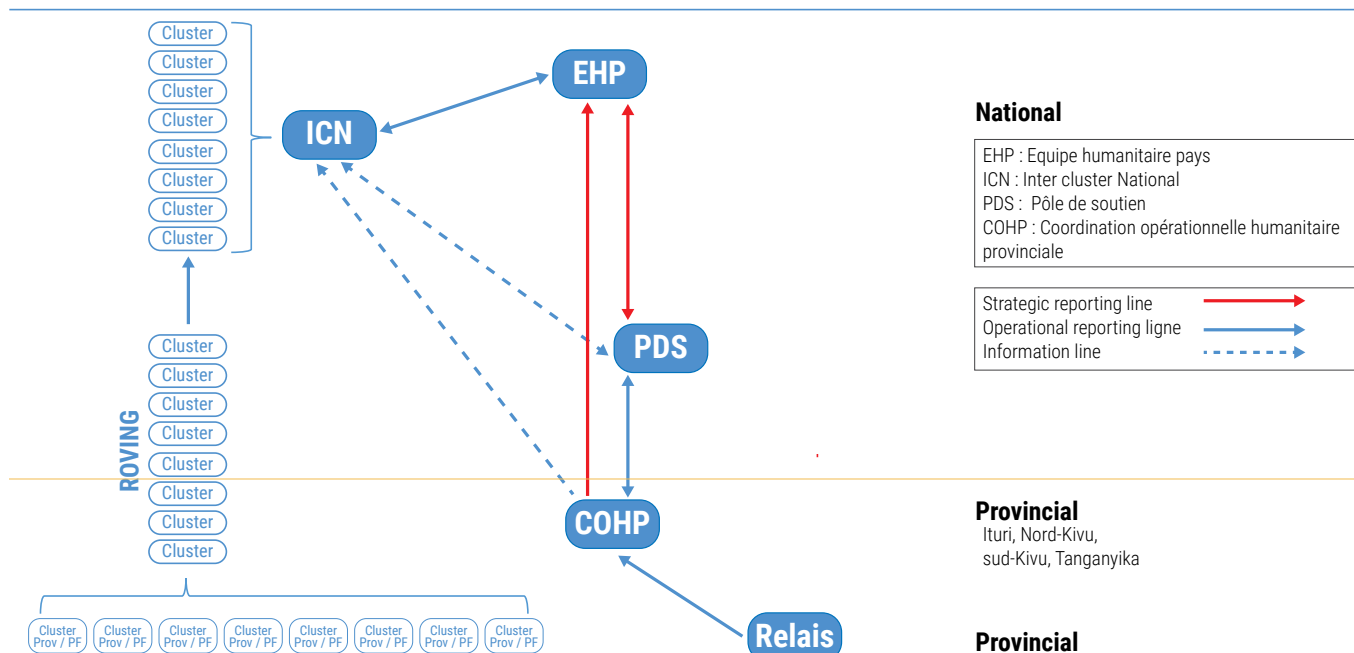 Cluster
Cluster
Cluster
Cluster
Cluster
Cluster
Cluster
Cluster
ICN
EHP
PDS
National
EHP : Equipe humanitaire pays
ICN : Inter cluster National
PDS : Pôle de soutien
COHP : Coordination opérationnelle humanitaire
provinciale
Strategic reporting line
Operational reporting ligne
Information line
ROVING
Cluster
Cluster
Cluster
Cluster
Cluster
Cluster
Cluster
Cluster
COHP
Provincial
Ituri, Nord-Kivu,
sud-Kivu, Tanganyika
Cluster
Prov / PF
Cluster
Prov / PF
Cluster
Prov / PF
Cluster
Prov / PF
Cluster
Prov / PF
Cluster
Prov / PF
Cluster
Prov / PF
Cluster
Prov / PF
Relais
Provincial